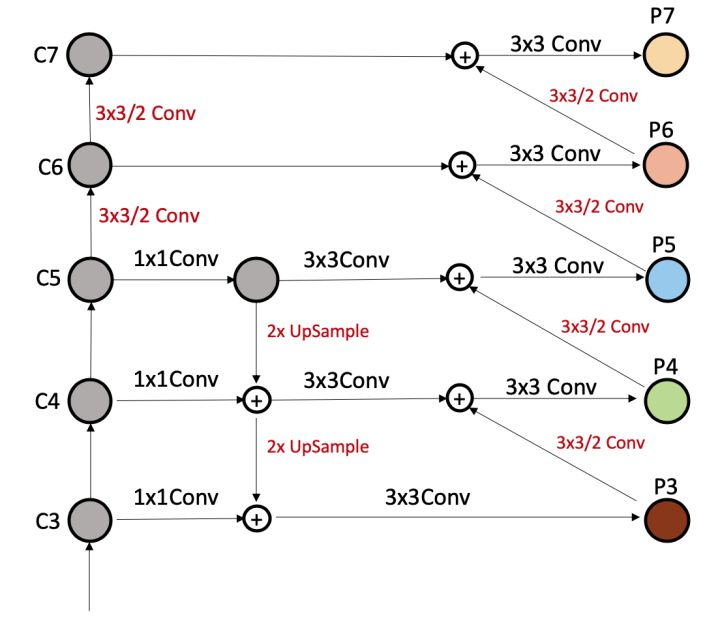 P7
C7
3x3 Conv
3x3/2 Conv
3x3/2 Conv
P6
C6
3x3 Conv
3x3/2 Conv
3x3/2 Conv
P5
C5
1x1Conv
3x3Conv
3x3 Conv
2x UpSample
3x3/2 Conv
P4
C4
1x1Conv
3x3Conv
3x3 Conv
2x UpSample
3x3/2 Conv
P3
C3
1x1Conv
3x3Conv